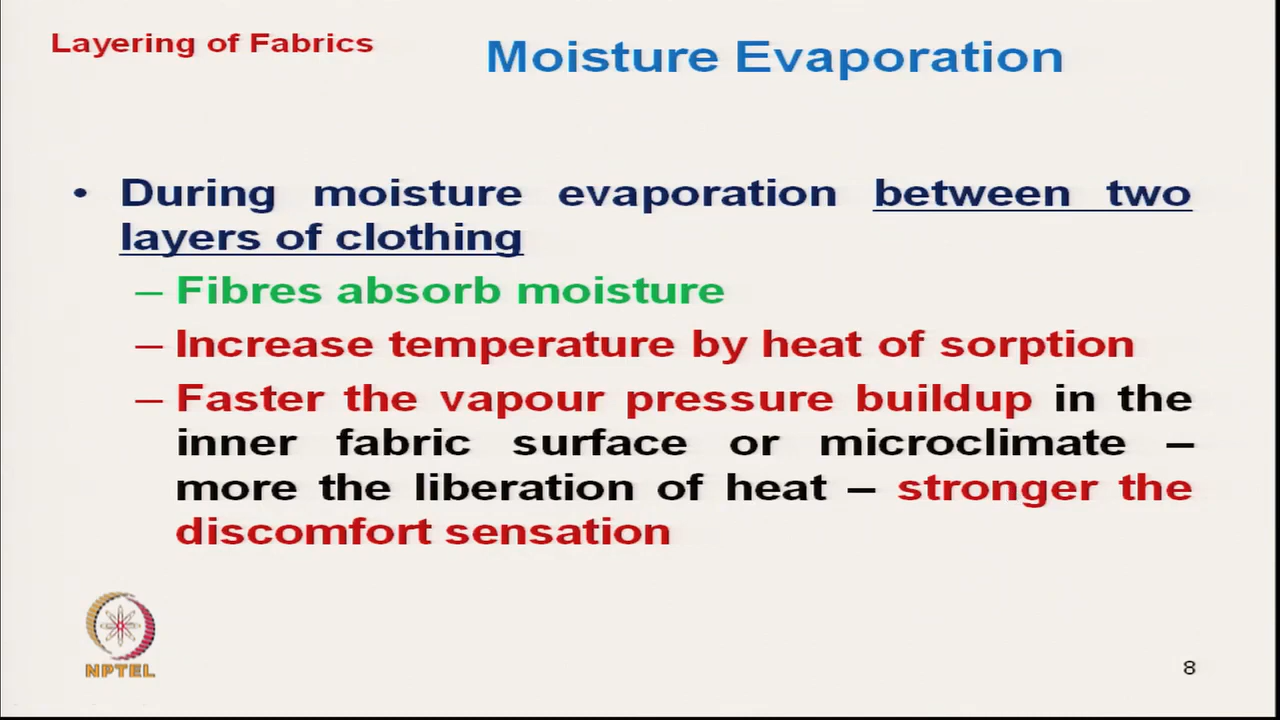 Layering of Fabrics
Moisture Evaporation
• During moisture evaporation between two
layers of clothing
– Fibres absorb moisture
– Increase temperature by heat of sorption
– Faster the vapour pressure buildup in the
inner fabric surface or microclimate –
more the liberation of heat – stronger the
discomfort sensation
NPTEL
8